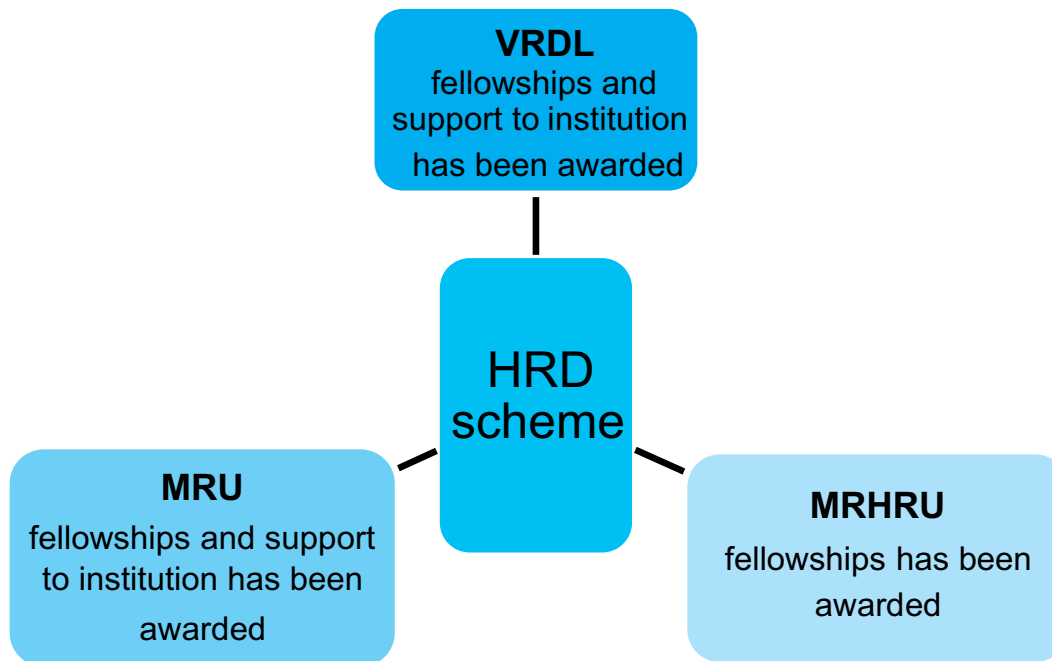 VRDL
fellowships and
support to institution
has been awarded
HRD
scheme
MRU
fellowships and support
to institution has been
awarded
MRHRU
fellowships has been
awarded